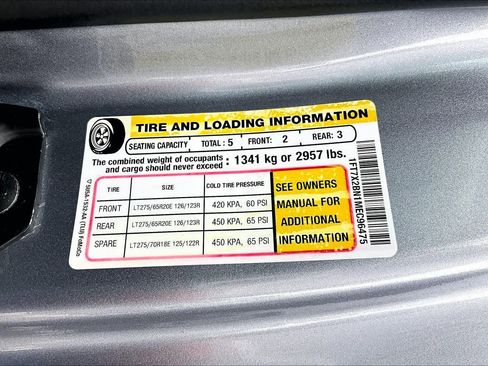 TIRE AND LOADING INFORMATION
SEATING CAPACITY TOTAL: 5 FRONT: 2 REAR: 3
The combined weight of occupants and cargo should never exceed : 1341 kg or 2957 lbs.
TIRE SIZE COLD TIRE PRESSURE
FRONT LT275/65R20E 126/123R 420 KPA, 60 PSI
REAR LT275/65R20E 126/123R 450 KPA, 65 PSI
SPARE LT275/70R18E 125/122R 450 KPA, 65 PSI
SEE OWNERS
MANUAL FOR
ADDITIONAL
INFORMATION
1FT7X2BN1MED96475